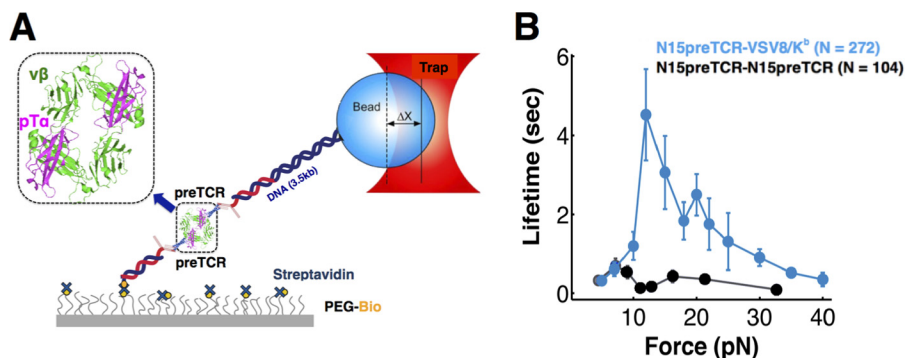 A
vβ
pTα
Trap
Bead
ΔX
DNA (3.5kb)
preTCR
preTCR
Streptavidin
PEG-Bio
B
N15preTCR-VSV8/Kᵇ (N = 272)
N15preTCR-N15preTCR (N = 104)
Lifetime (sec)
6
4
2
0
10 20 30 40
Force (pN)